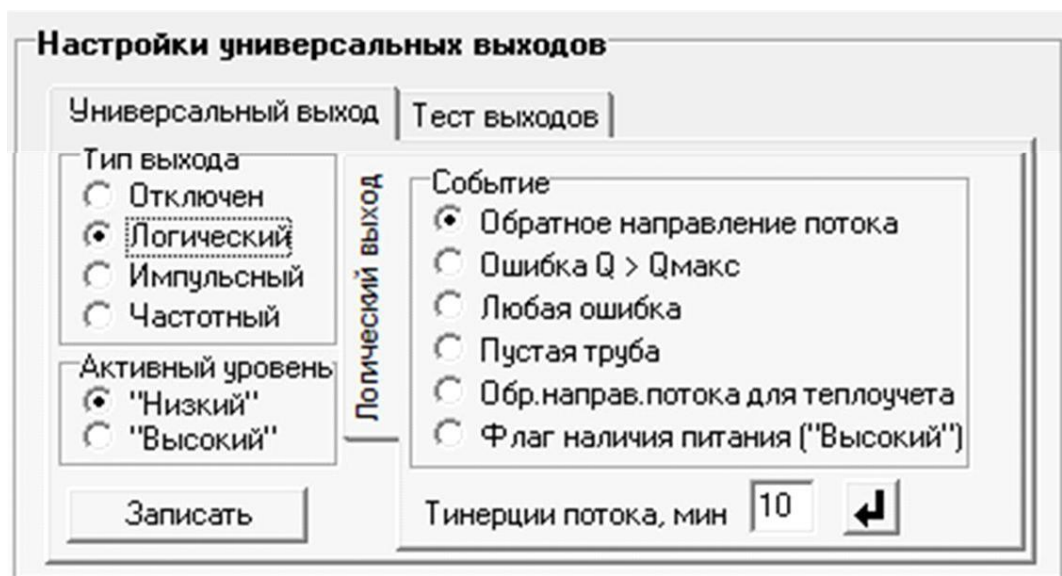 Настройки универсальных выходов
Универсальный выход
Тест выходов
Тип выхода
Отключен
Логический
Импульсный
Частотный
Активный уровень
"Низкий"
"Высокий"
Записать
Логический выход
Событие
Обратное направление потока
Ошибка Q > Qмакс
Любая ошибка
Пустая труба
Обр.направ.потока для теплоучета
Флаг наличия питания ("Высокий")
Тинерции потока, мин 10